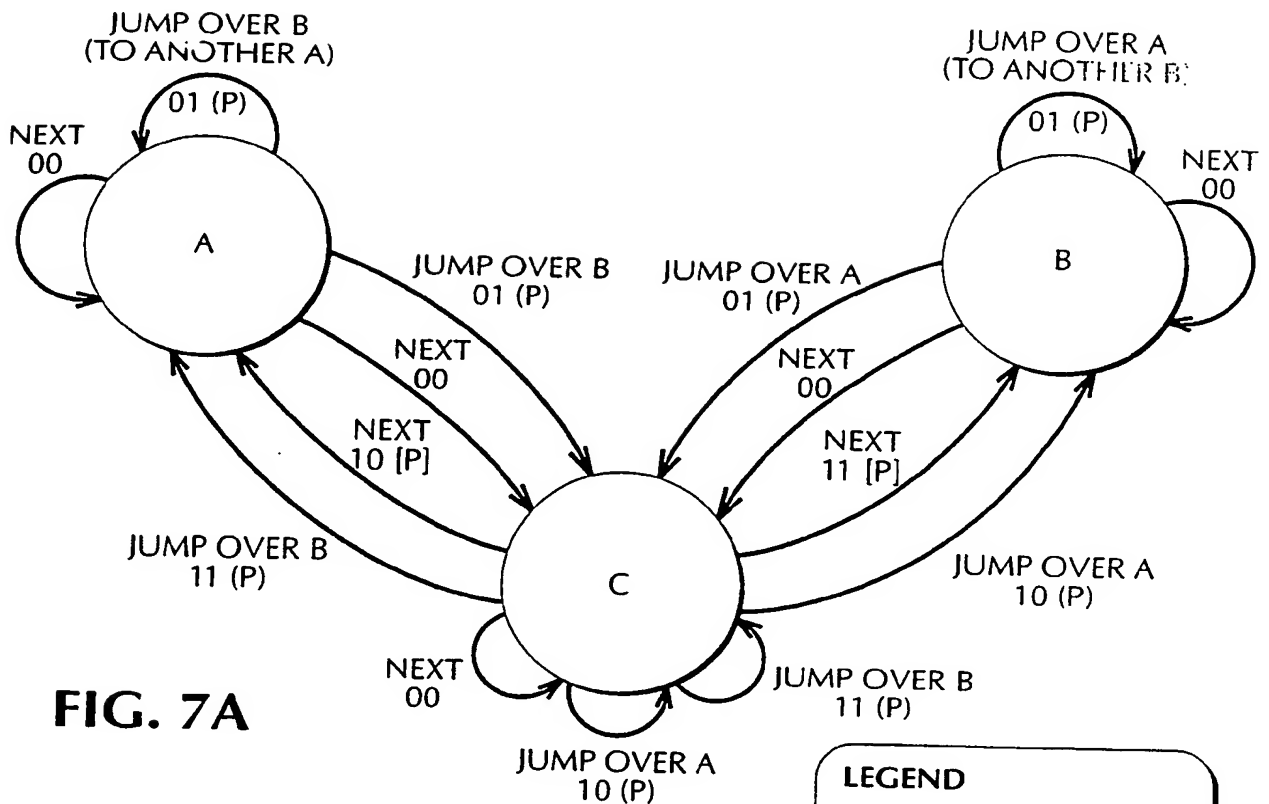 JUMP OVER B
(TO ANOTHER A)
01 (P)
NEXT
00
A
JUMP OVER A
(TO ANOTHER B)
01 (P)
NEXT
00
B
JUMP OVER B
01 (P)
JUMP OVER A
01 (P)
NEXT
00
NEXT
00
NEXT
10 [P]
NEXT
11 [P]
JUMP OVER B
11 (P)
JUMP OVER A
10 (P)
C
NEXT
00
JUMP OVER B
11 (P)
JUMP OVER A
10 (P)
FIG. 7A
LEGEND